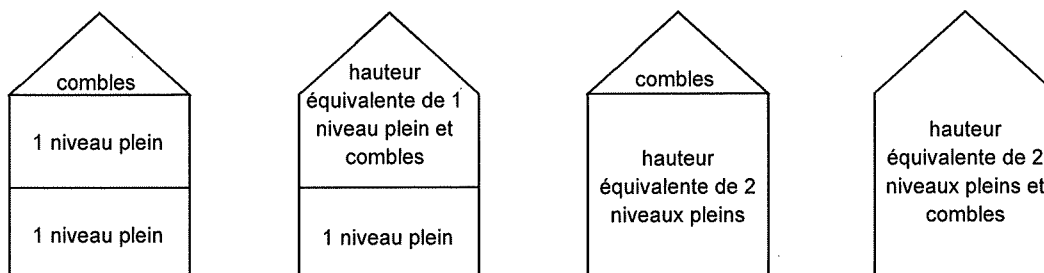 combles
1 niveau plein
1 niveau plein
hauteur
équivalente de 1
niveau plein et
combles
1 niveau plein
combles
hauteur
équivalente de 2
niveaux pleins
hauteur
équivalente de 2
niveaux pleins et
combles